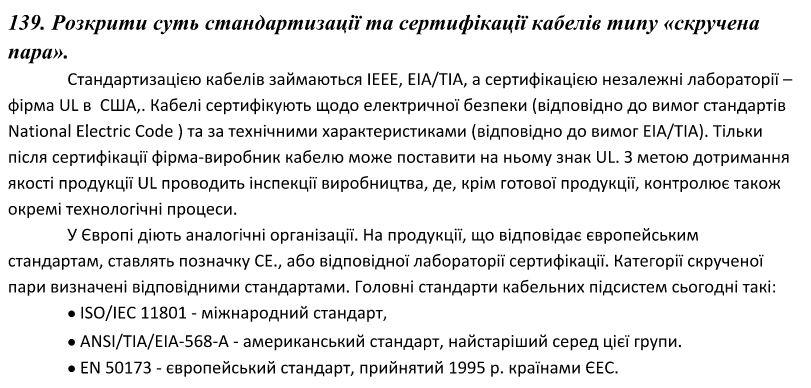 139. Розкрити суть стандартизації та сертифікації кабелів типу «скручена
пара».
Стандартизацією кабелів займаються IEEE, EIA/TIA, а сертифікацією незалежні лабораторії –
фірма UL в США,. Кабелі сертифікують щодо електричної безпеки (відповідно до вимог стандартів
National Electric Code ) та за технічними характеристиками (відповідно до вимог EIA/TIA). Тільки
після сертифікації фірма-виробник кабелю може поставити на ньому знак UL. З метою дотримання
якості продукції UL проводить інспекції виробництва, де, крім готової продукції, контролює також
окремі технологічні процеси.
У Європі діють аналогічні організації. На продукції, що відповідає європейським
стандартам, ставлять позначку CE., або відповідної лабораторії сертифікації. Категорії скрученої
пари визначені відповідними стандартами. Головні стандарти кабельних підсистем сьогодні такі:
• ISO/IEC 11801 - міжнародний стандарт,
• ANSI/TIA/EIA-568-A - американський стандарт, найстаріший серед цієї групи.
• EN 50173 - європейський стандарт, прийнятий 1995 р. країнами ЄЕС.